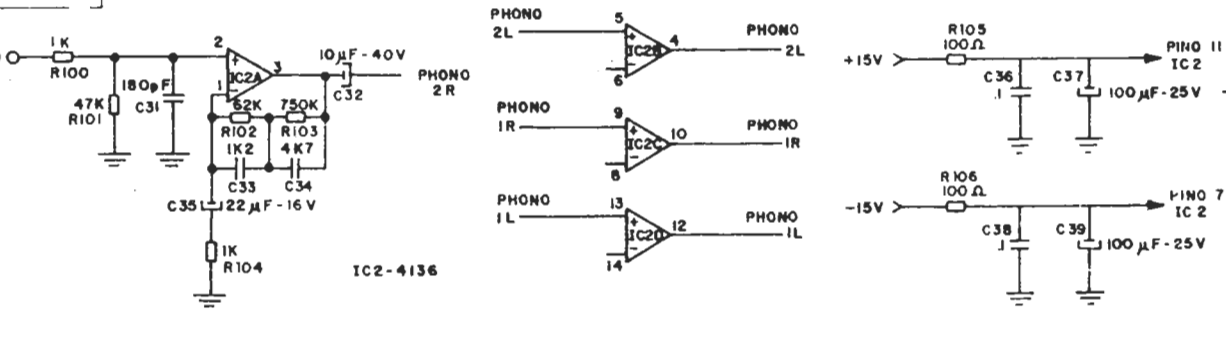 1K
R100
47K
R101
180pF
C31
2
+
IC2A
3
1
-
10µF-40V
C32
PHONO
2R
62K
R102
750K
R103
1K2
C33
4K7
C34
C35
22µF-16V
1K
R104
IC2-4136
PHONO
2L
5
+
IC2B
4
-
6
PHONO
2L
PHONO
1R
9
+
IC2C
10
-
8
PHONO
1R
PHONO
1L
13
+
IC2D
12
-
14
PHONO
1L
+15V
R105
100Ω
C36
.1
C37
100µF-25V
PINO 11
IC 2
-15V
R106
100Ω
C38
.1
C39
100µF-25V
PINO 7
IC 2